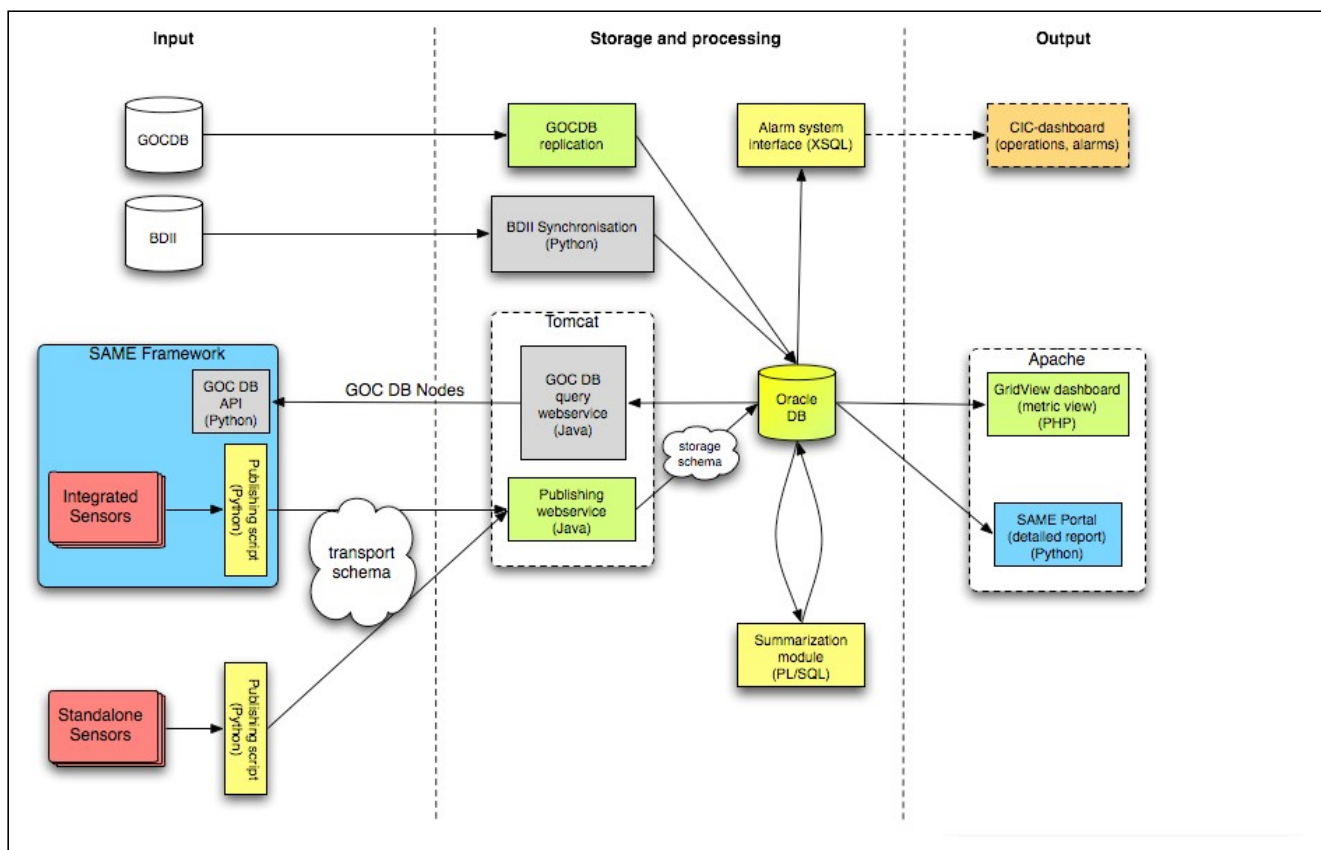 Input
Storage and processing
Output
GOCDB
GOCDB
replication
Alarm system
interface (XSQL)
CIC-dashboard
(operations, alarms)
BDII
BDII Synchronisation
(Python)
Tomcat
SAME Framework
GOC DB
API
(Python)
GOC DB Nodes
GOC DB
query
webservice
(Java)
Oracle
DB
Apache
GridView dashboard
(metric view)
(PHP)
storage
schema
Integrated
Sensors
Publishing script
(Python)
transport
schema
Publishing
webservice
(Java)
SAME Portal
(detailed report)
(Python)
Summarization
module
(PL/SQL)
Standalone
Sensors
Publishing script
(Python)